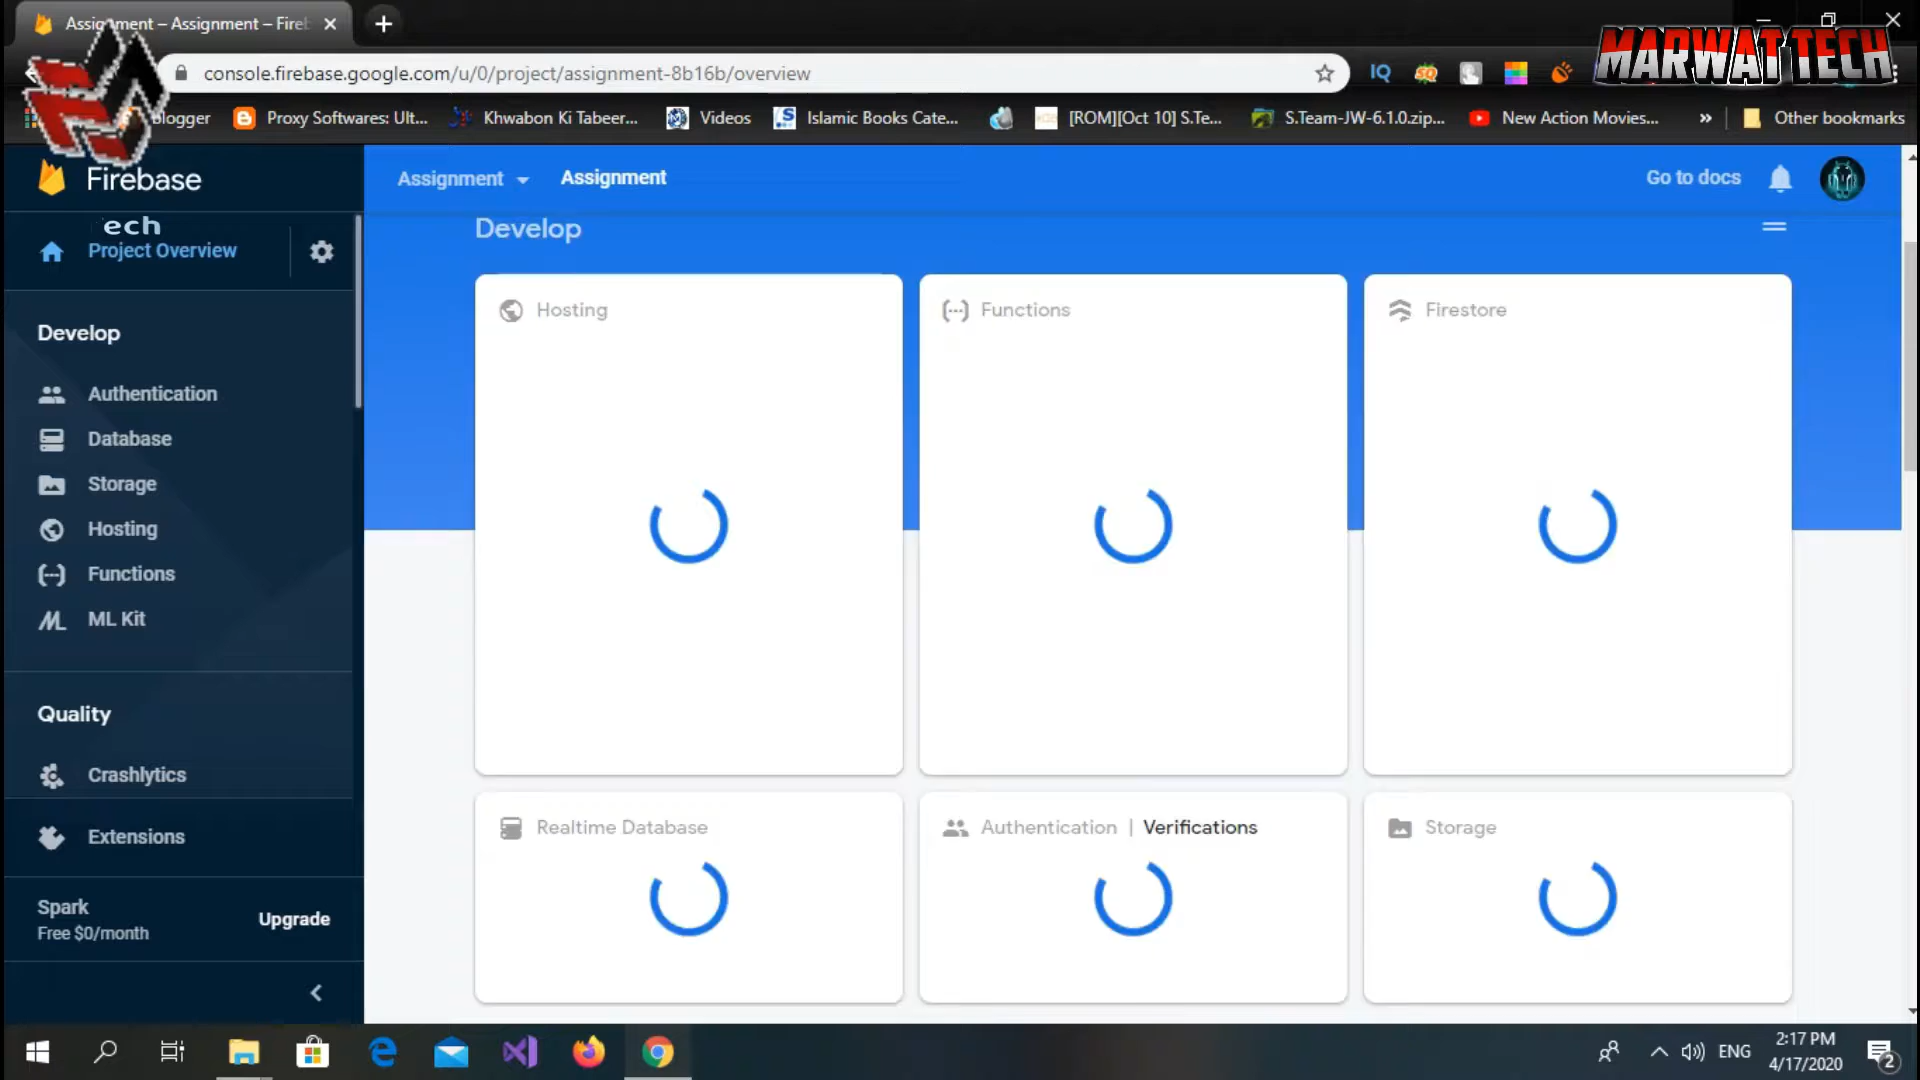 Assignment – Assignment – Fire
MARWAT TECH
console.firebase.google.com/u/0/project/assignment-8b16b/overview
IQ
SQ
Blogger
Proxy Softwares: Ult...
Khwabon Ki Tabeer...
Videos
Islamic Books Cate...
[ROM][Oct 10] S.Te...
S.Team-JW-6.1.0.zip...
New Action Movies...
»
Other bookmarks
Firebase
Assignment
Assignment
Go to docs
ech
Project Overview
Develop
Authentication
Database
Storage
Hosting
Functions
ML Kit
Quality
Crashlytics
Extensions
Spark
Free $0/month
Upgrade
Develop
Hosting
Functions
Firestore
Realtime Database
Authentication | Verifications
Storage
ENG
2:17 PM
4/17/2020
2